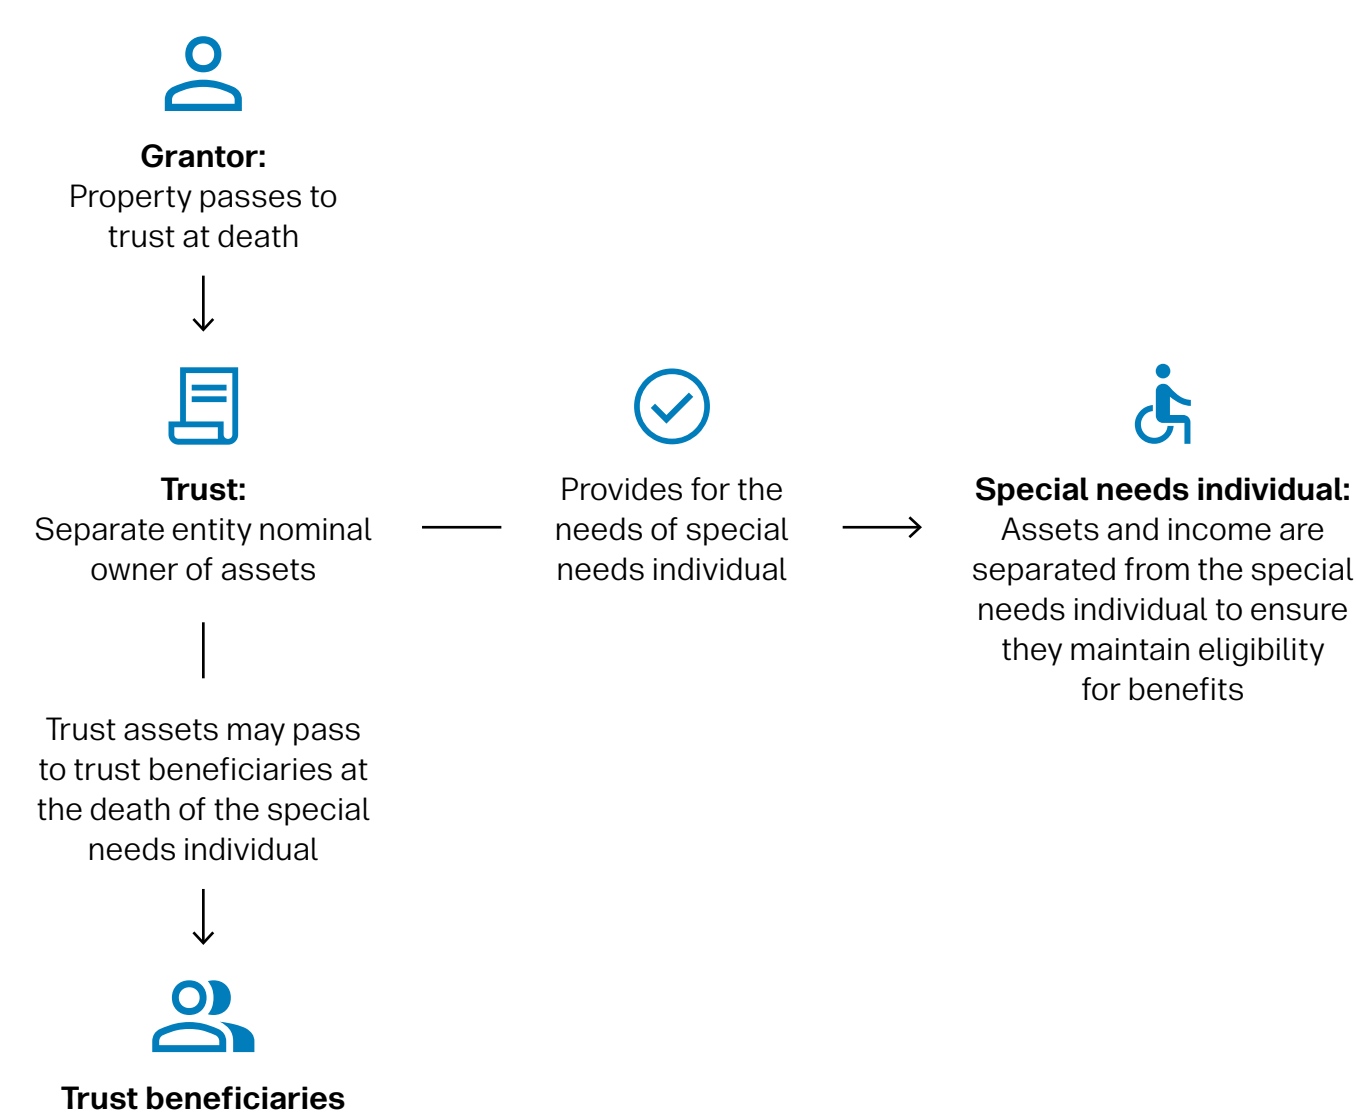 Grantor:
Property passes to
trust at death
Trust:
Separate entity nominal
owner of assets
Provides for the
needs of special
needs individual
Special needs individual:
Assets and income are
separated from the special
needs individual to ensure
they maintain eligibility
for benefits
Trust assets may pass
to trust beneficiaries at
the death of the special
needs individual
Trust beneficiaries